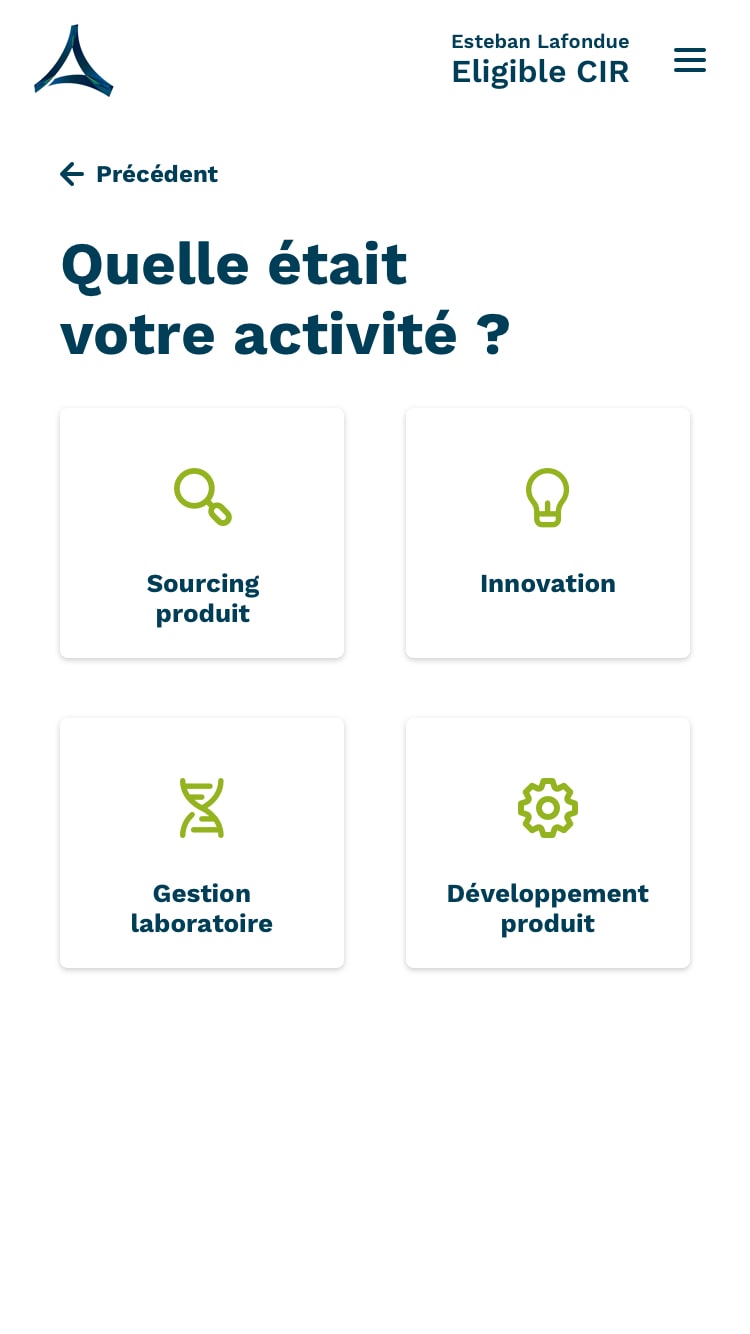 Esteban Lafondue
Eligible CIR
Précédent
Quelle était
votre activité ?
Sourcing
produit
Innovation
Gestion
laboratoire
Développement
produit